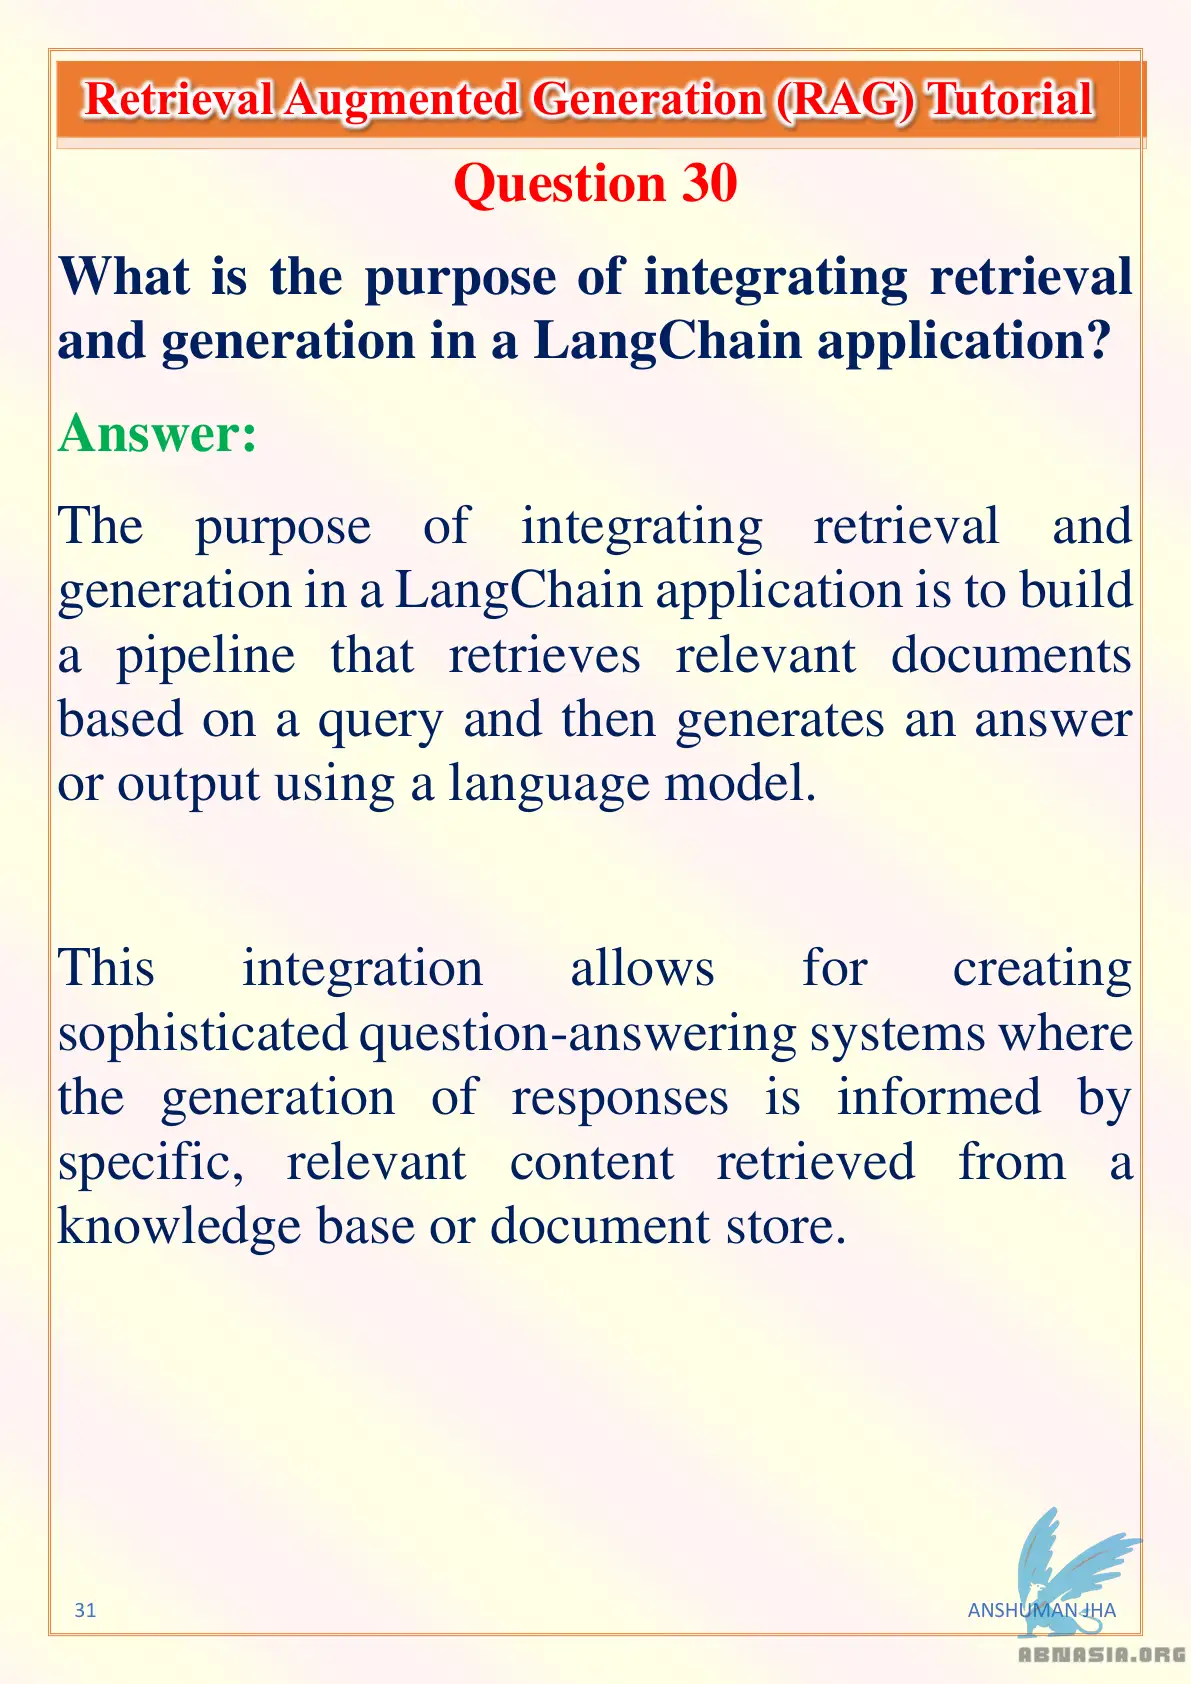 Retrieval Augmented Generation (RAG) Tutorial
Question 30
What is the purpose of integrating retrieval
and generation in a LangChain application?
Answer:
The purpose of integrating retrieval and
generation in a LangChain application is to build
a pipeline that retrieves relevant documents
based on a query and then generates an answer
or output using a language model.
This integration allows for creating
sophisticated question-answering systems where
the generation of responses is informed by
specific, relevant content retrieved from a
knowledge base or document store.
31
ANSHUMAN JHA
ABNASIA.ORG